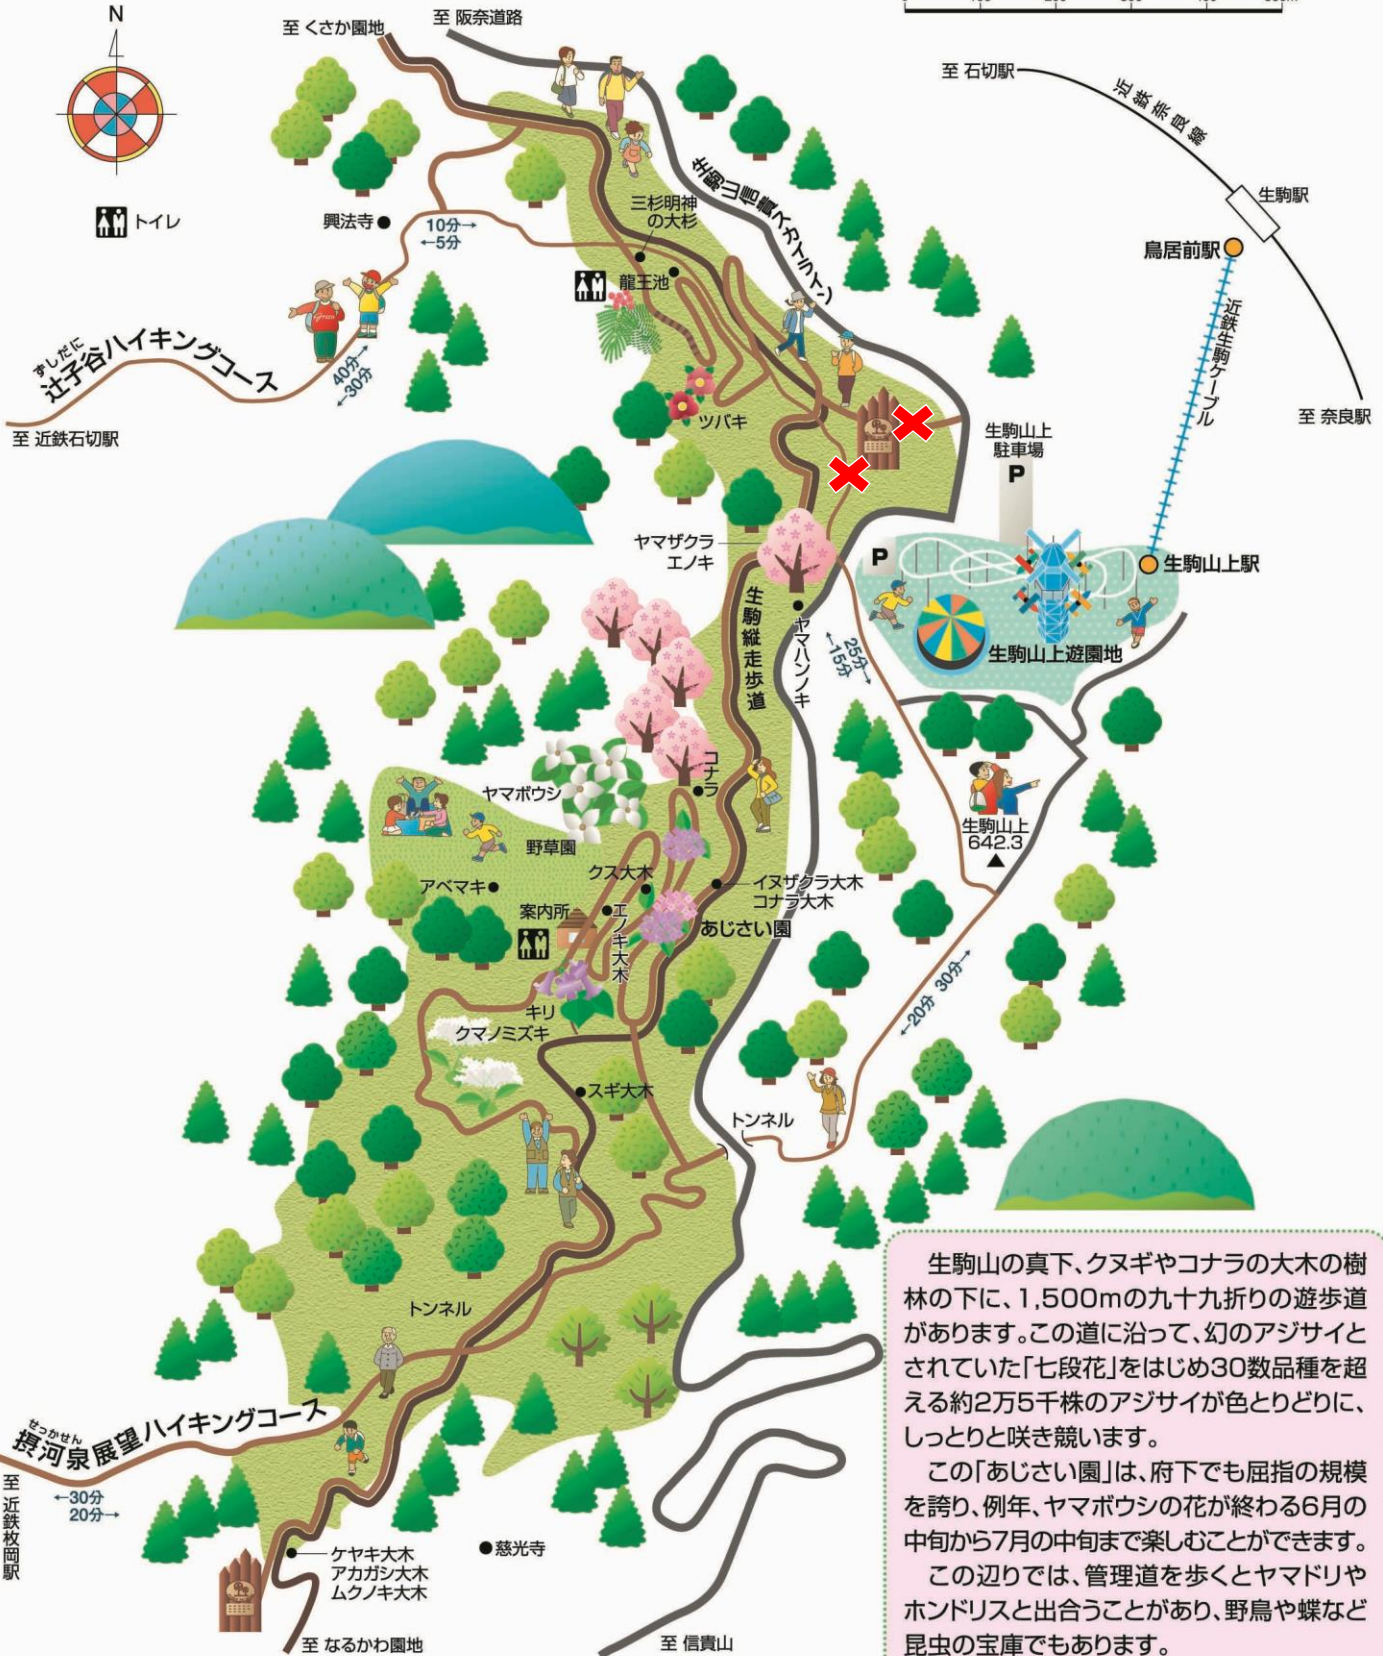 N
至 くさか園地
至 阪奈道路
至 石切駅
近鉄奈良線
生駒駅
トイレ
興法寺
10分→
←5分
三杉明神
の大杉
生駒山信貴スカイライン
鳥居前駅
龍王池
近鉄生駒ケーブル
ずしだに
辻子谷ハイキングコース
40分→
←30分
至 近鉄石切駅
ツバキ
生駒山上
駐車場
P
至 奈良駅
ヤマザクラ
エノキ
P
生駒山上駅
生駒縦走歩道
ヤマハンノキ
25分→
←15分
生駒山上遊園地
コナラ
ヤマボウシ
野草園
生駒山上
642.3
クス大木
アベマキ
イヌザクラ大木
コナラ大木
案内所
エノキ大木
あじさい園
キリ
クマノミズキ
←20分 30分→
スギ大木
トンネル
トンネル
せっかせん
摂河泉展望ハイキングコース
至 近鉄枚岡駅
←30分
20分→
ケヤキ大木
アカガシ大木
ムクノキ大木
慈光寺
至 なるかわ園地
至 信貴山
生駒山の真下、クヌギやコナラの大木の樹
林の下に、1,500mの九十九折りの遊歩道
があります。この道に沿って、幻のアジサイと
されていた「七段花」をはじめ30数品種を超
える約2万5千株のアジサイが色とりどりに、
しっとりと咲き競います。
この「あじさい園」は、府下でも屈指の規模
を誇り、例年、ヤマボウシの花が終わる6月の
中旬から7月の中旬まで楽しむことができます。
この辺りでは、管理道を歩くとヤマドリや
ホンドリスと出合うことがあり、野鳥や蝶など
昆虫の宝庫でもあります。